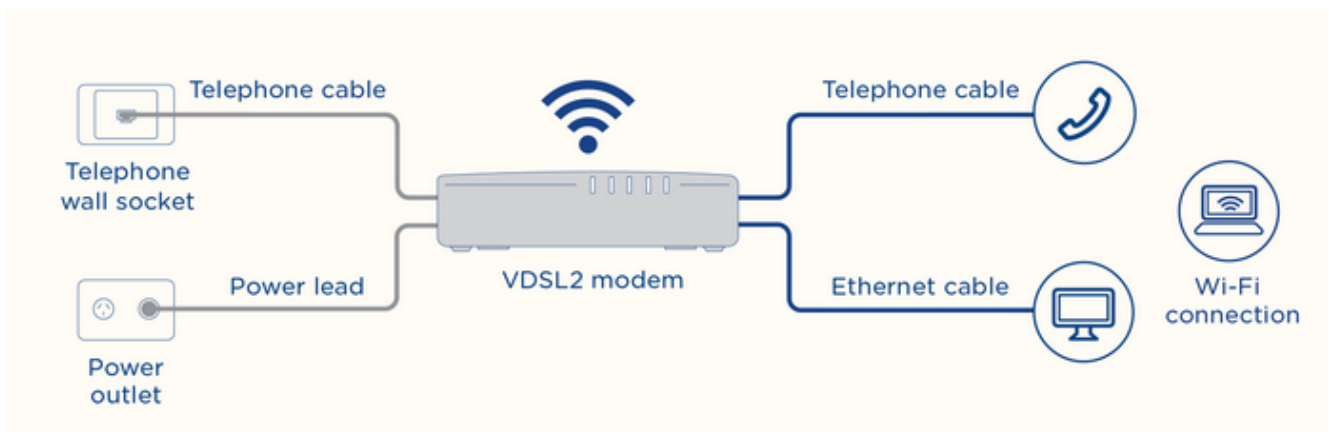 Telephone cable
Telephone cable
Telephone
wall socket
Power lead
VDSL2 modem
Ethernet cable
Wi-Fi
connection
Power
outlet